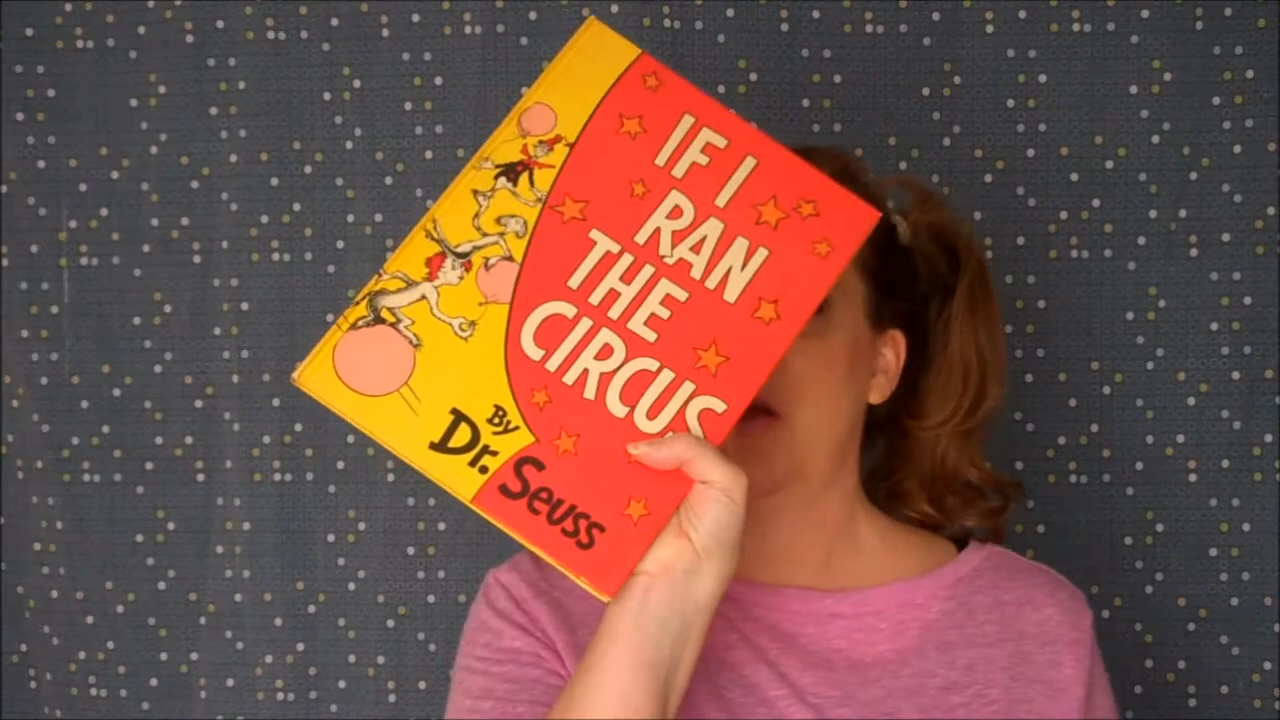 IF I
RAN
THE
CIRCUS
By
Dr. Seuss